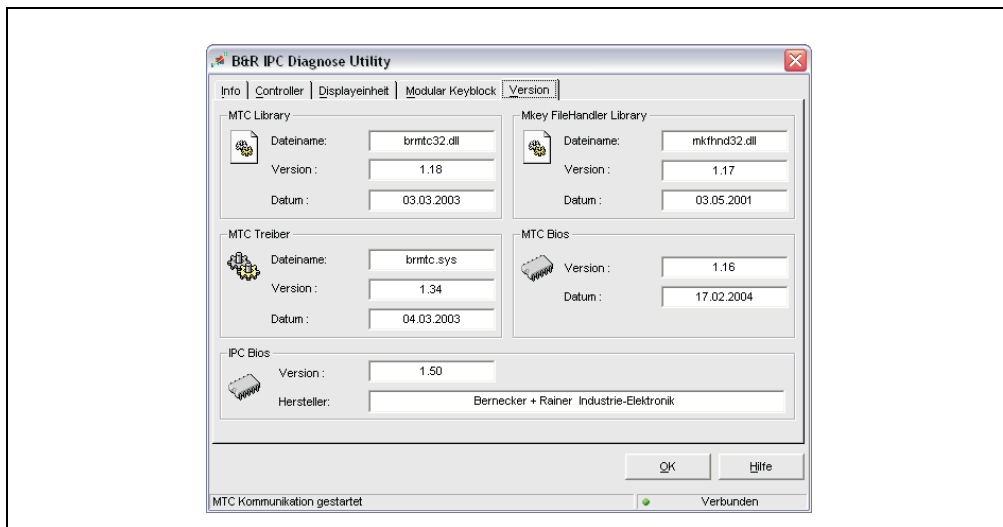 B&R IPC Diagnose Utility
Info Controller Displayeinheit Modular Keyblock Version
MTC Library
Dateiname: brmtc32.dll
Version : 1.18
Datum : 03.03.2003
Mkey FileHandler Library
Dateiname: mkfhnd32.dll
Version : 1.17
Datum : 03.05.2001
MTC Treiber
Dateiname: brmtc.sys
Version : 1.34
Datum : 04.03.2003
MTC Bios
Version : 1.16
Datum : 17.02.2004
IPC Bios
Version : 1.50
Hersteller: Bernecker + Rainer Industrie-Elektronik
OK Hilfe
MTC Kommunikation gestartet Verbunden